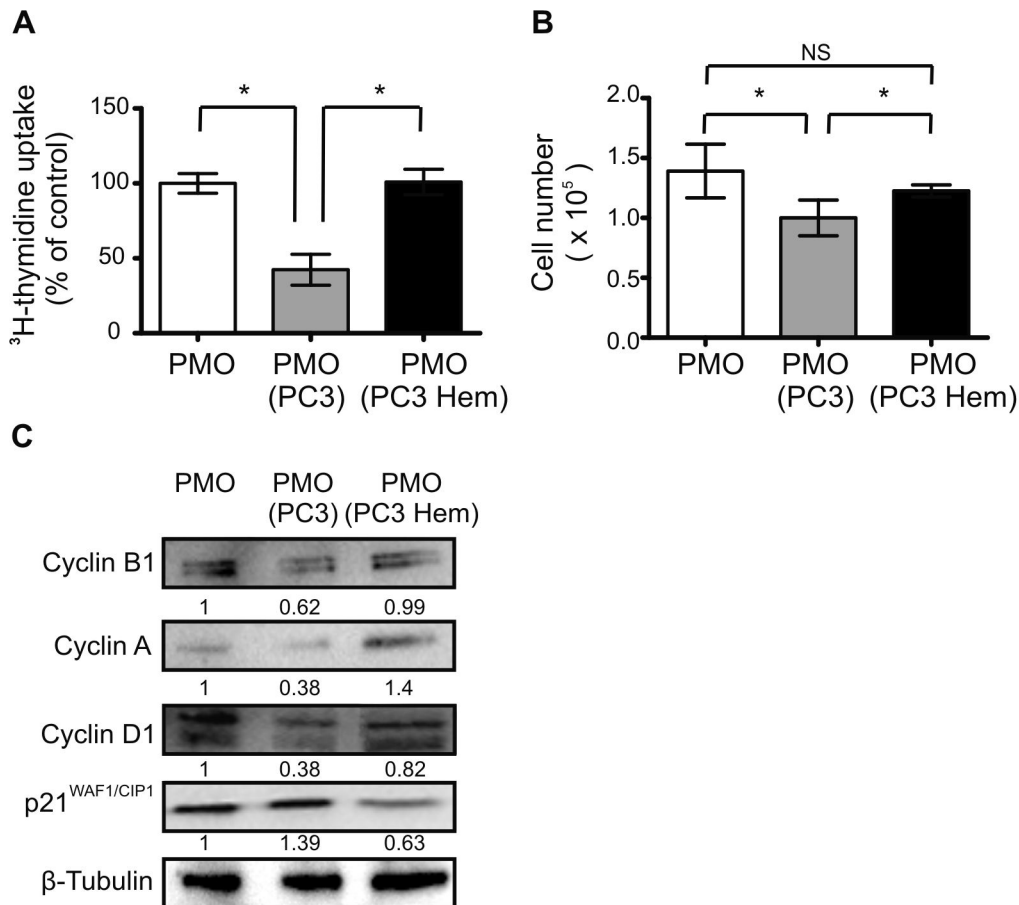 A
³H-thymidine uptake
(% of control)
150
100
50
0
*
*
PMO
PMO
(PC3)
PMO
(PC3 Hem)
B
Cell number
( x 10⁵)
2.0
1.5
1.0
0.5
0.0
NS
*
*
PMO
PMO
(PC3)
PMO
(PC3 Hem)
C
PMO
PMO
(PC3)
PMO
(PC3 Hem)
Cyclin B1
1 0.62 0.99
Cyclin A
1 0.38 1.4
Cyclin D1
1 0.38 0.82
p21WAF1/CIP1
1 1.39 0.63
β-Tubulin